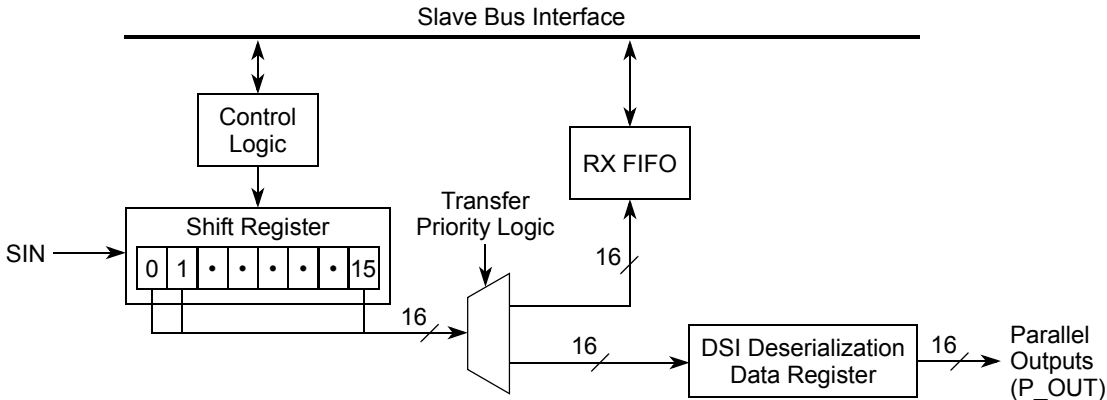 Slave Bus Interface
Control
Logic
RX FIFO
Transfer
Priority Logic
Shift Register
SIN
0 1 • • • • • 15
16
16
16
DSI Deserialization
Data Register
16
Parallel
Outputs
(P_OUT)